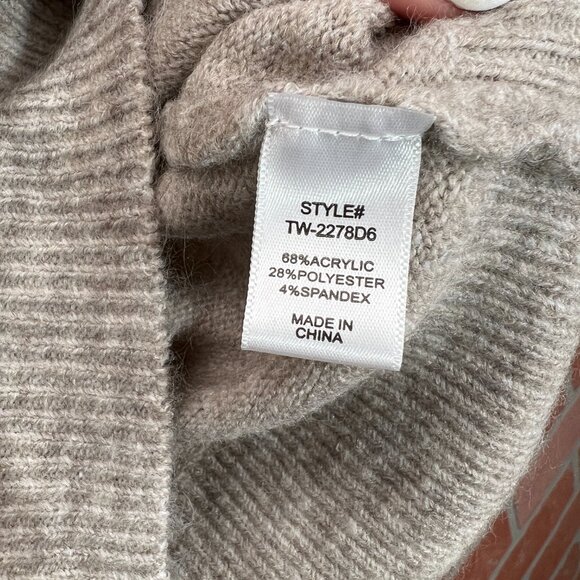 STYLE#
TW-2278D6
68%ACRYLIC
28%POLYESTER
4%SPANDEX
MADE IN
CHINA